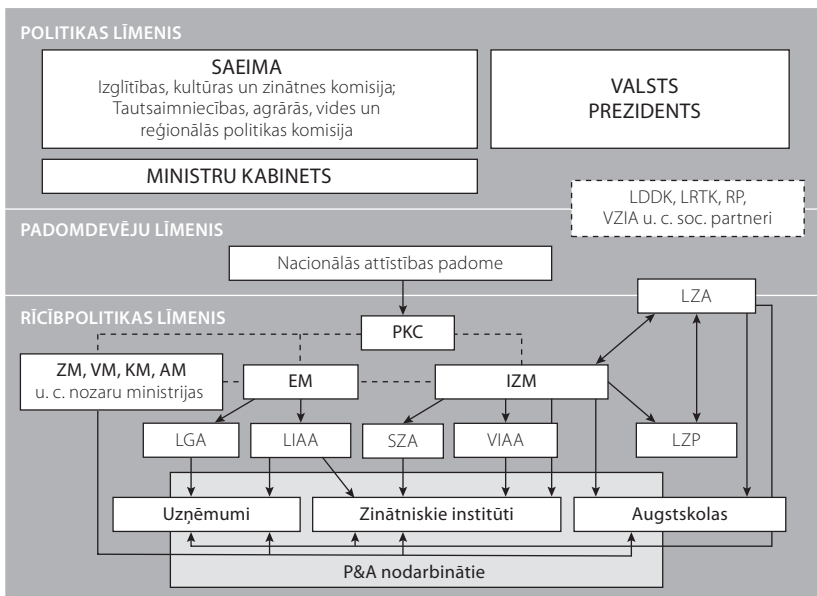 POLITIKAS LĪMENIS
SAEIMA
Izglītības, kultūras un zinātnes komisija;
Tautsaimniecības, agrārās, vides un
reģionālās politikas komisija
VALSTS
PREZIDENTS
MINISTRU KABINETS
LDDK, LRTK, RP,
VZIA u. c. soc. partneri
PADOMDEVĒJU LĪMENIS
Nacionālās attīstības padome
LZA
RĪCĪBPOLITIKAS LĪMENIS
PKC
ZM, VM, KM, AM
u. c. nozaru ministrijas
EM
IZM
LGA
LIAA
SZA
VIAA
LZP
Uzņēmumi
Zinātniskie institūti
Augstskolas
P&A nodarbinātie